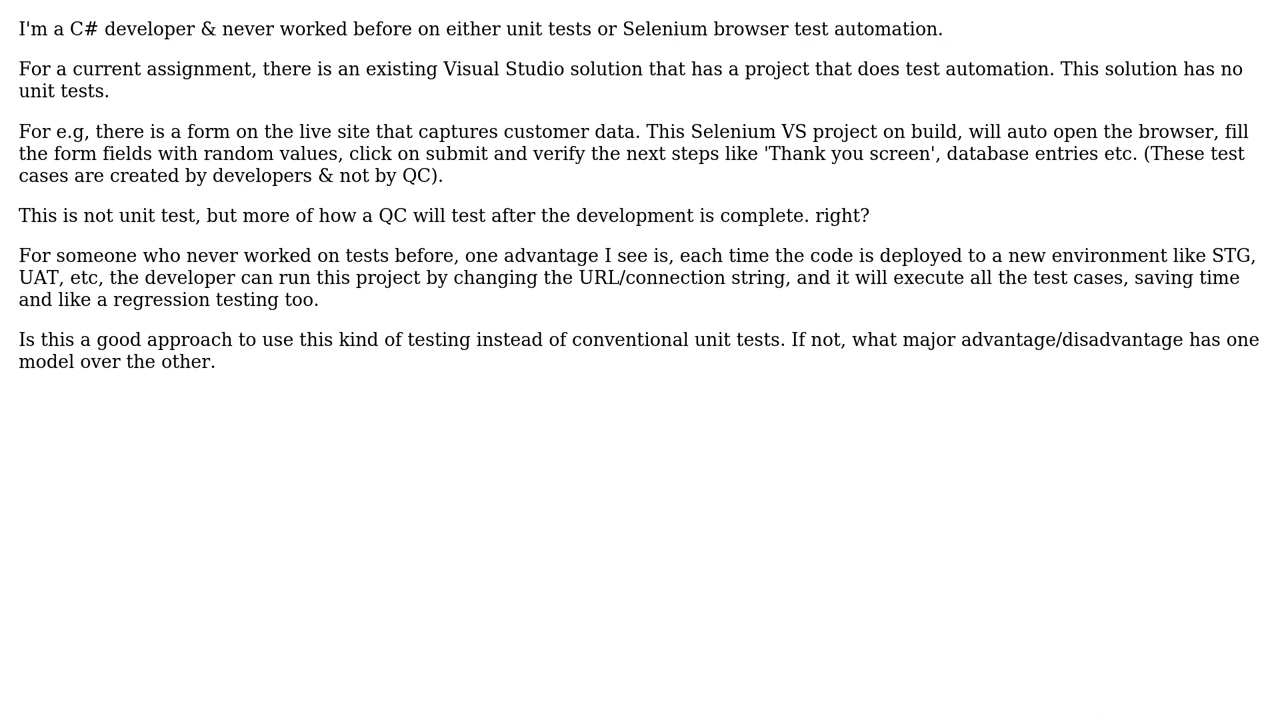 I'm a C# developer & never worked before on either unit tests or Selenium browser test automation.
For a current assignment, there is an existing Visual Studio solution that has a project that does test automation. This solution has no
unit tests.
For e.g, there is a form on the live site that captures customer data. This Selenium VS project on build, will auto open the browser, fill
the form fields with random values, click on submit and verify the next steps like 'Thank you screen', database entries etc. (These test
cases are created by developers & not by QC).
This is not unit test, but more of how a QC will test after the development is complete. right?
For someone who never worked on tests before, one advantage I see is, each time the code is deployed to a new environment like STG,
UAT, etc, the developer can run this project by changing the URL/connection string, and it will execute all the test cases, saving time
and like a regression testing too.
Is this a good approach to use this kind of testing instead of conventional unit tests. If not, what major advantage/disadvantage has one
model over the other.